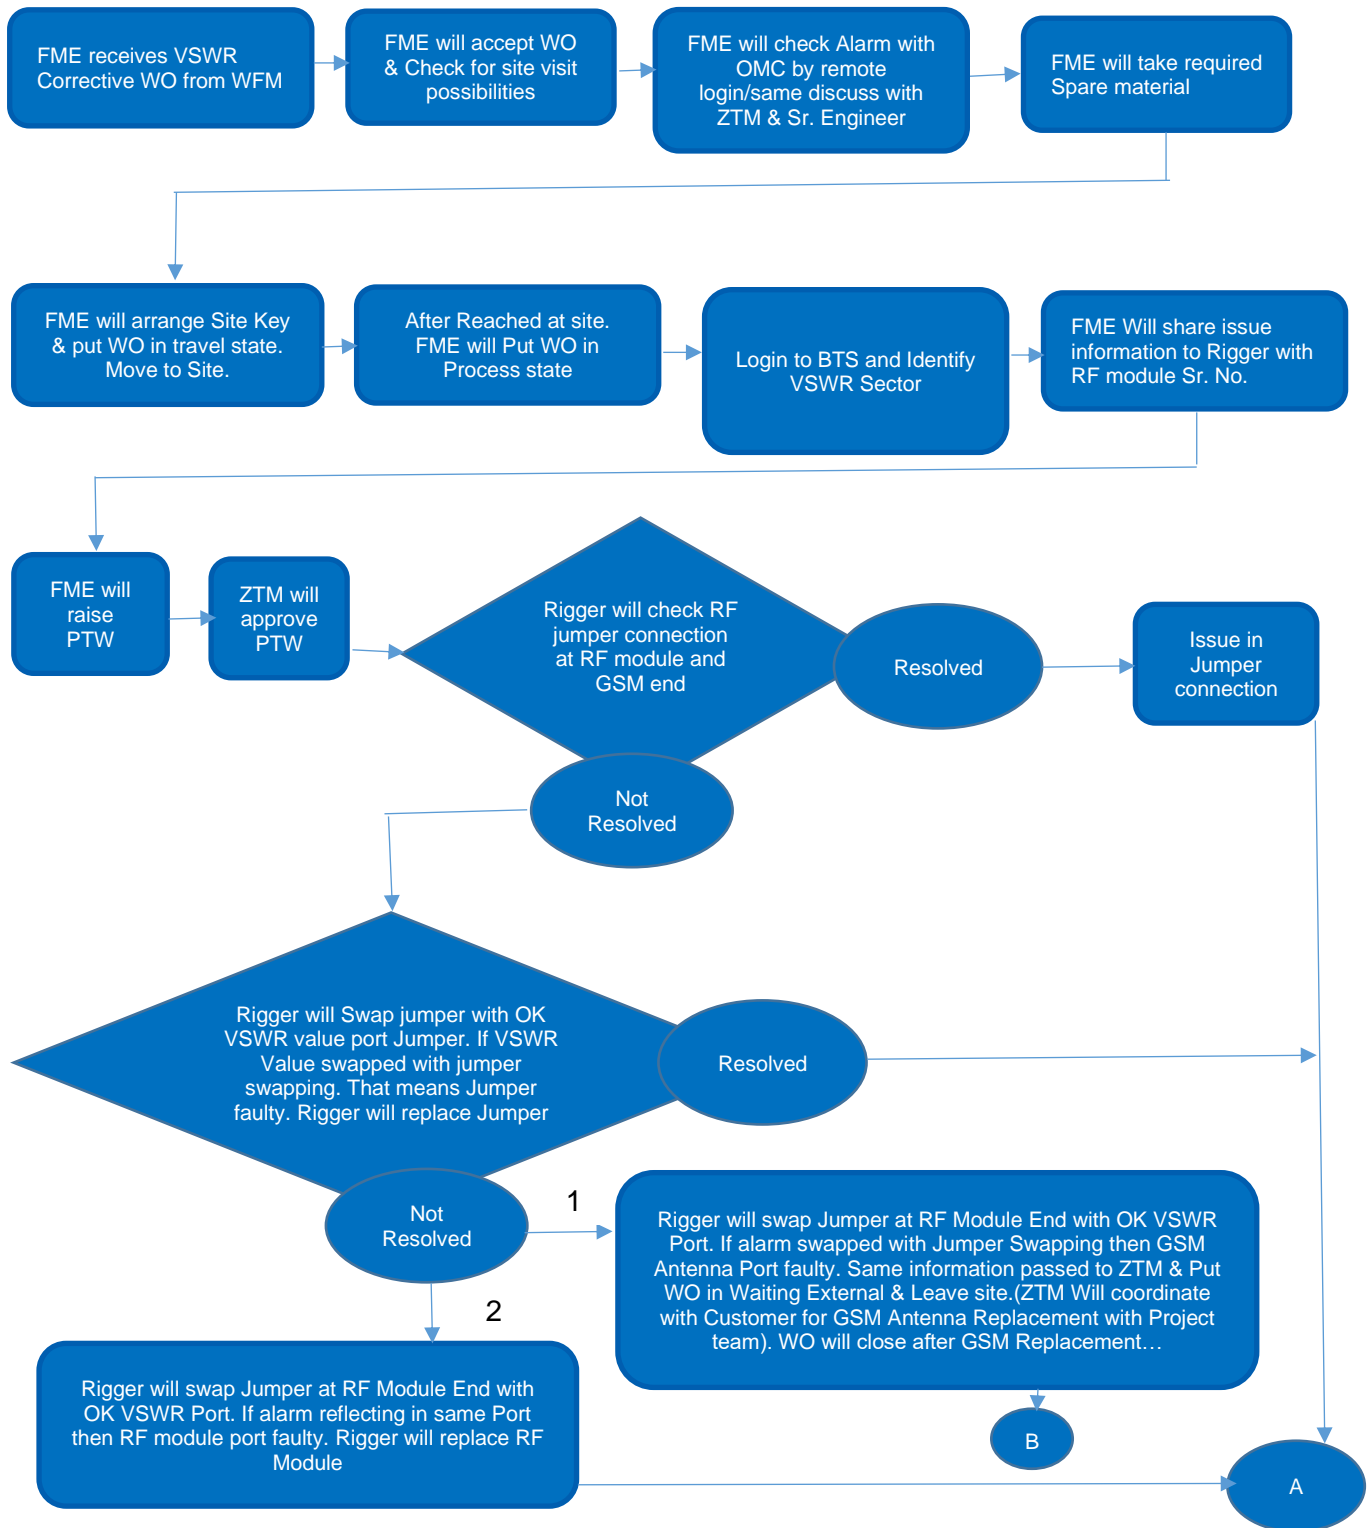 FME receives VSWR
Corrective WO from WFM
FME will accept WO
& Check for site visit
possibilities
FME will check Alarm with
OMC by remote
login/same discuss with
ZTM & Sr. Engineer
FME will take required
Spare material
FME will arrange Site Key
& put WO in travel state.
Move to Site.
After Reached at site.
FME will Put WO in
Process state
Login to BTS and Identify
VSWR Sector
FME Will share issue
information to Rigger with
RF module Sr. No.
FME will
raise
PTW
ZTM will
approve
PTW
Rigger will check RF
jumper connection
at RF module and
GSM end
Resolved
Issue in
Jumper
connection
Not
Resolved
Rigger will Swap jumper with OK
VSWR value port Jumper. If VSWR
Value swapped with jumper
swapping. That means Jumper
faulty. Rigger will replace Jumper
Resolved
Not
Resolved
1
Rigger will swap Jumper at RF Module End with OK VSWR
Port. If alarm swapped with Jumper Swapping then GSM
Antenna Port faulty. Same information passed to ZTM & Put
WO in Waiting External & Leave site.(ZTM Will coordinate
with Customer for GSM Antenna Replacement with Project
team). WO will close after GSM Replacement…
2
Rigger will swap Jumper at RF Module End with
OK VSWR Port. If alarm reflecting in same Port
then RF module port faulty. Rigger will replace RF
Module
B
A